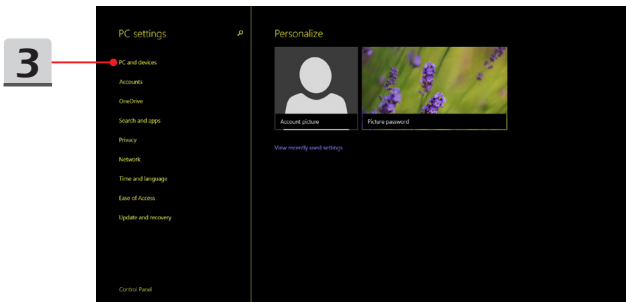 3
PC settings
PC and devices
Accounts
OneDrive
Search and apps
Privacy
Network
Time and language
Ease of Access
Update and recovery
Control Panel
Personalize
Account picture
Picture password
View recently used settings